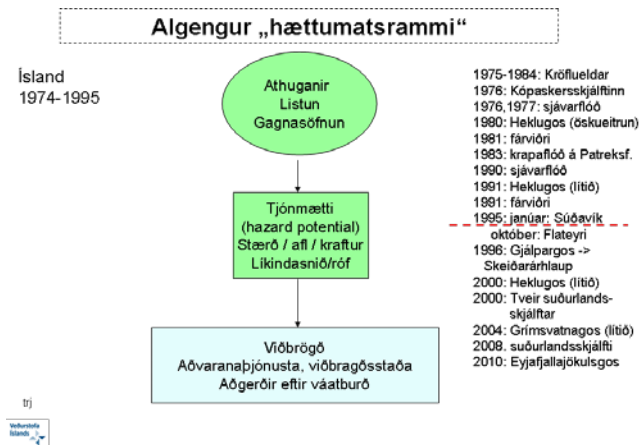 Algengur „hættumatsrammi“
Ísland
1974-1995
Athuganir
Listun
Gagnasöfnun
Tjónmætti
(hazard potential)
Stærð / afl / kraftur
Líkindasnið/róf
Viðbrögð
Aðvaranaþjónusta, viðbragðsstaða
Aðgerðir eftir váatburð
1975-1984: Kröflueldar
1976: Kópaskersskjálftinn
1976,1977: sjávarflóð
1980: Heklugos (öskueitrun)
1981: fárviðri
1983: krapaflóð á Patreksf.
1990: sjávarflóð
1991: Heklugos (lítið)
1991: fárviðri
1995: janúar: Súðavík
október: Flateyri
1996: Gjálpargos ->
Skeiðarárhlaup
2000: Heklugos (lítið)
2000: Tveir suðurlands-
skjálftar
2004: Grímsvatnagos (lítið)
2008. suðurlandsskjálfti
2010: Eyjafjallajökulsgos
trj
Veðurstofa
Íslands